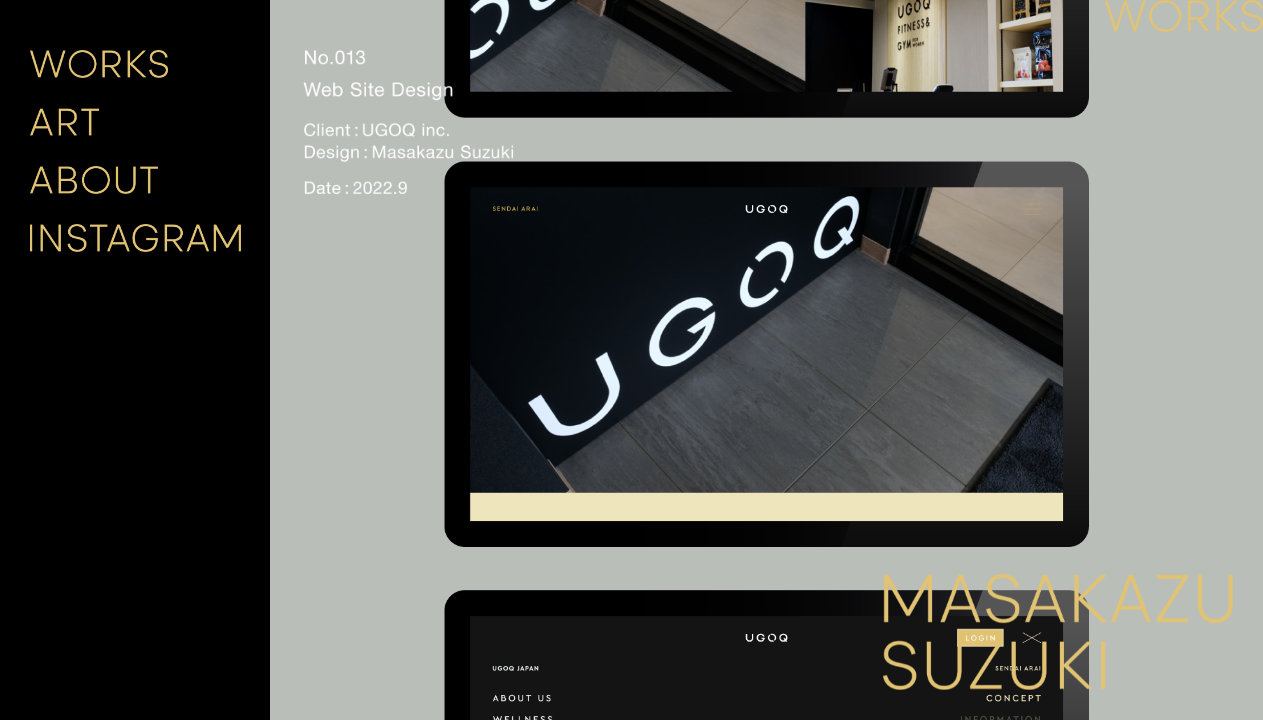 WORKS
ART
ABOUT
INSTAGRAM
No.013
Web Site Design
Client : UGOQ inc.
Design : Masakazu Suzuki
Date : 2022.9
UGOQ
FITNESS&
GYM
WORKS
SENDAI ARAI
UGOQ
UGOQ
MASAKAZU
SUZUKI
UGOQ
LOGIN
UGOQ JAPAN
SENDAI ARAI
ABOUT US
CONCEPT
WELLNESS
INFORMATION